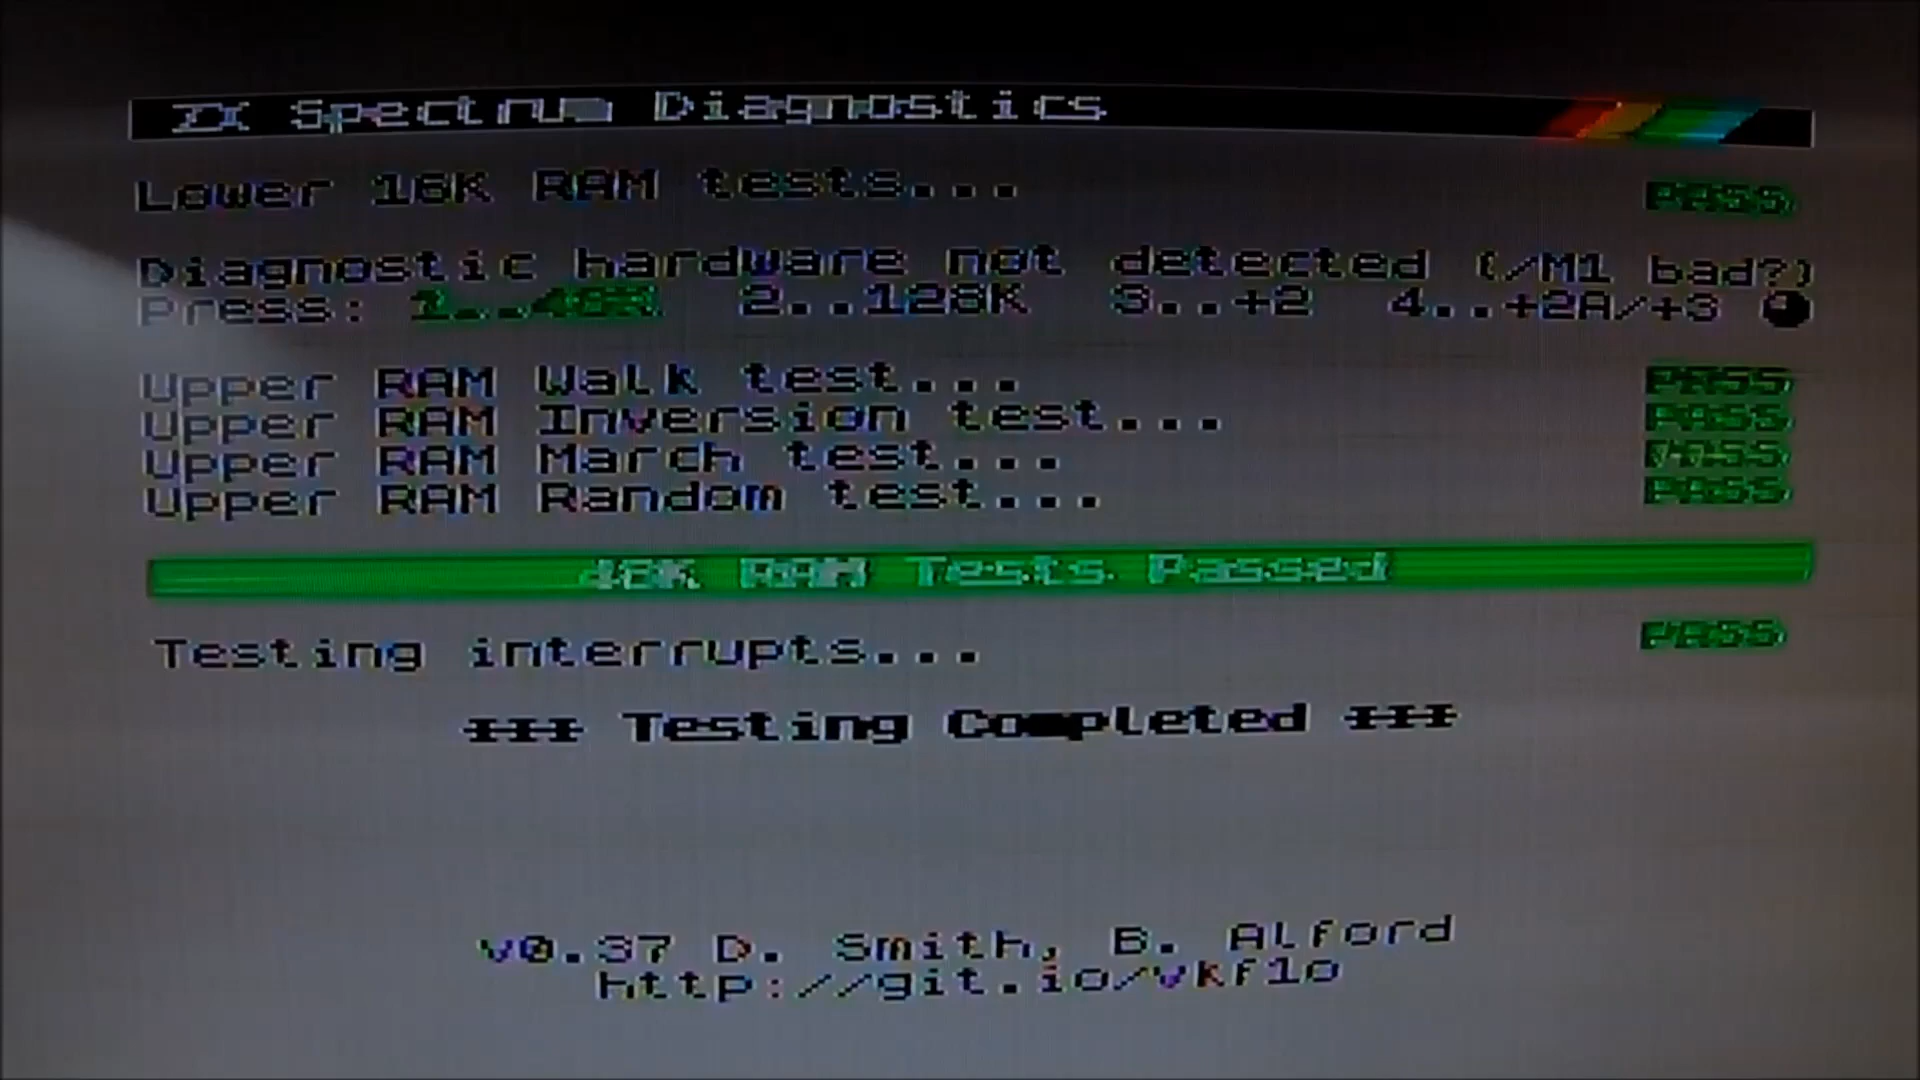 ZX Spectrum Diagnostics
Lower 16K RAM tests... PASS
Diagnostic hardware not detected (/M1 bad?)
Press: 1..48K 2..128K 3..+2 4..+2A/+3
Upper RAM Walk test... PASS
Upper RAM Inversion test... PASS
Upper RAM March test... PASS
Upper RAM Random test... PASS
48K RAM Tests Passed
Testing interrupts... PASS
*** Testing Completed ***
v0.37 D. Smith, B. Alford
http://git.io/vkf1o